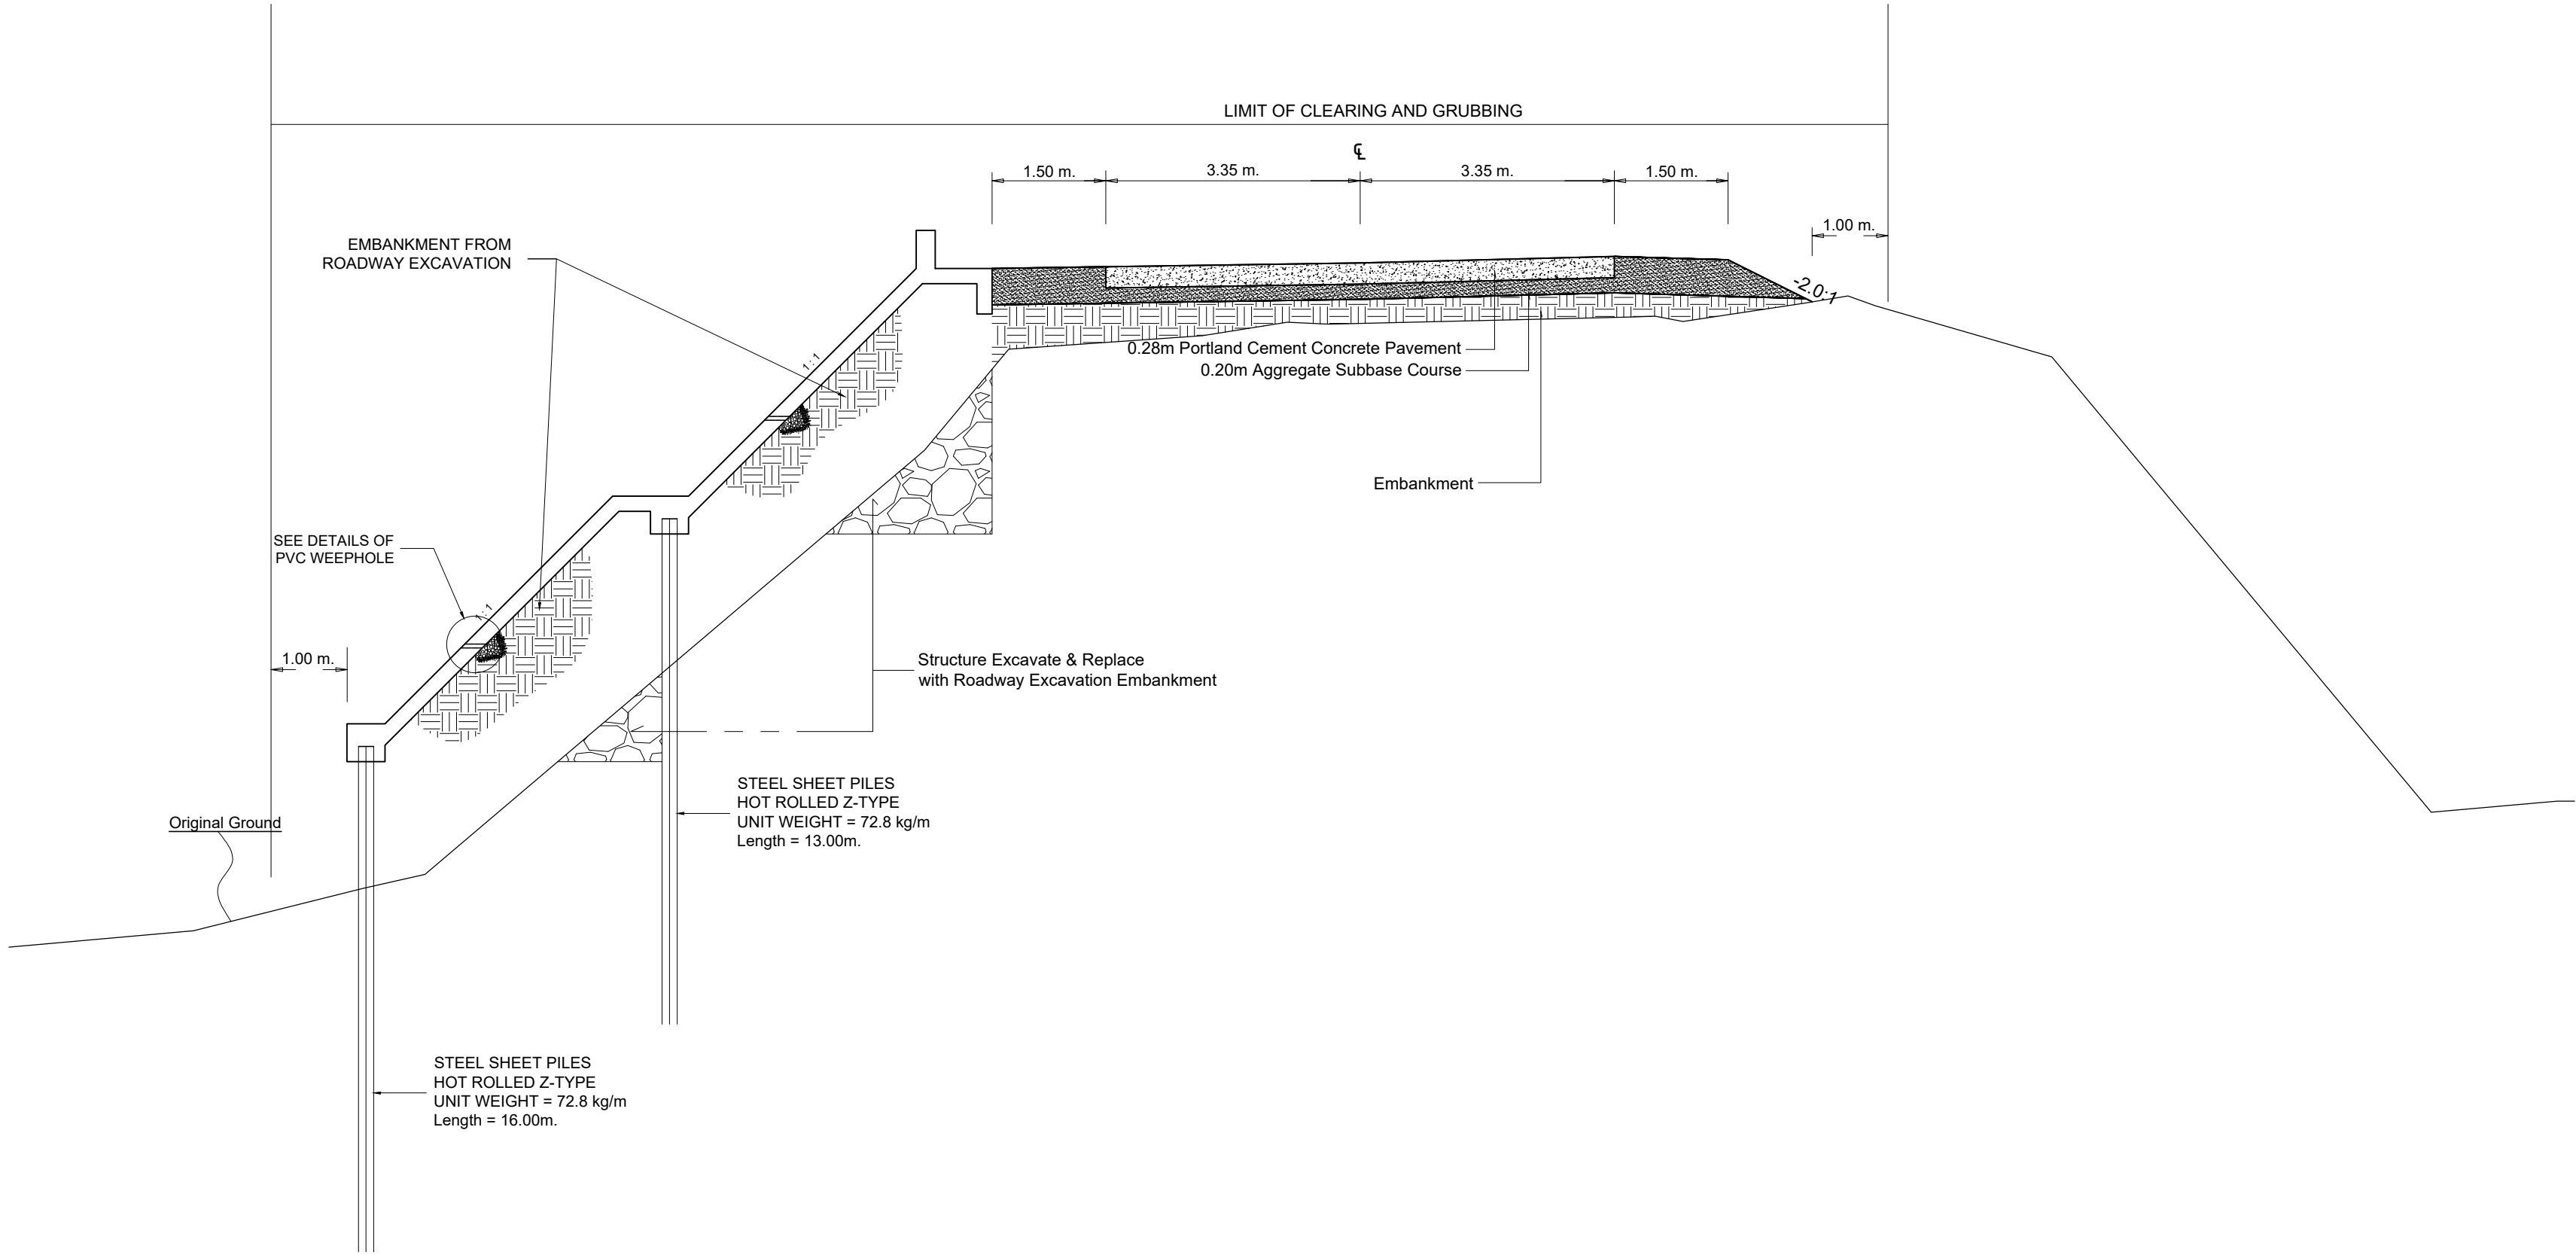 LIMIT OF CLEARING AND GRUBBING
℄
1.50 m.
3.35 m.
3.35 m.
1.50 m.
1.00 m.
EMBANKMENT FROM
ROADWAY EXCAVATION
-2.0:1
1:1
0.28m Portland Cement Concrete Pavement
0.20m Aggregate Subbase Course
Embankment
SEE DETAILS OF
PVC WEEPHOLE
1:1
1.00 m.
Structure Excavate & Replace
with Roadway Excavation Embankment
STEEL SHEET PILES
HOT ROLLED Z-TYPE
UNIT WEIGHT = 72.8 kg/m
Length = 13.00m.
Original Ground
STEEL SHEET PILES
HOT ROLLED Z-TYPE
UNIT WEIGHT = 72.8 kg/m
Length = 16.00m.